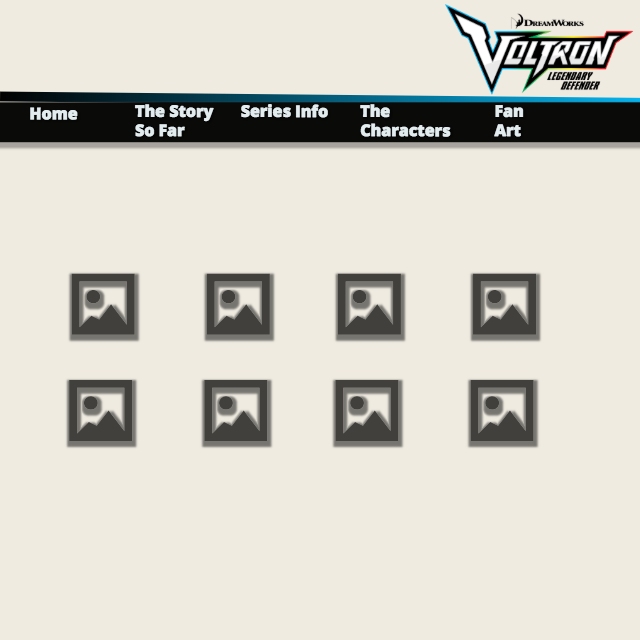 DREAMWORKS
VOLTRON
LEGENDARY
DEFENDER
Home
The Story
So Far
Series Info
The
Characters
Fan
Art